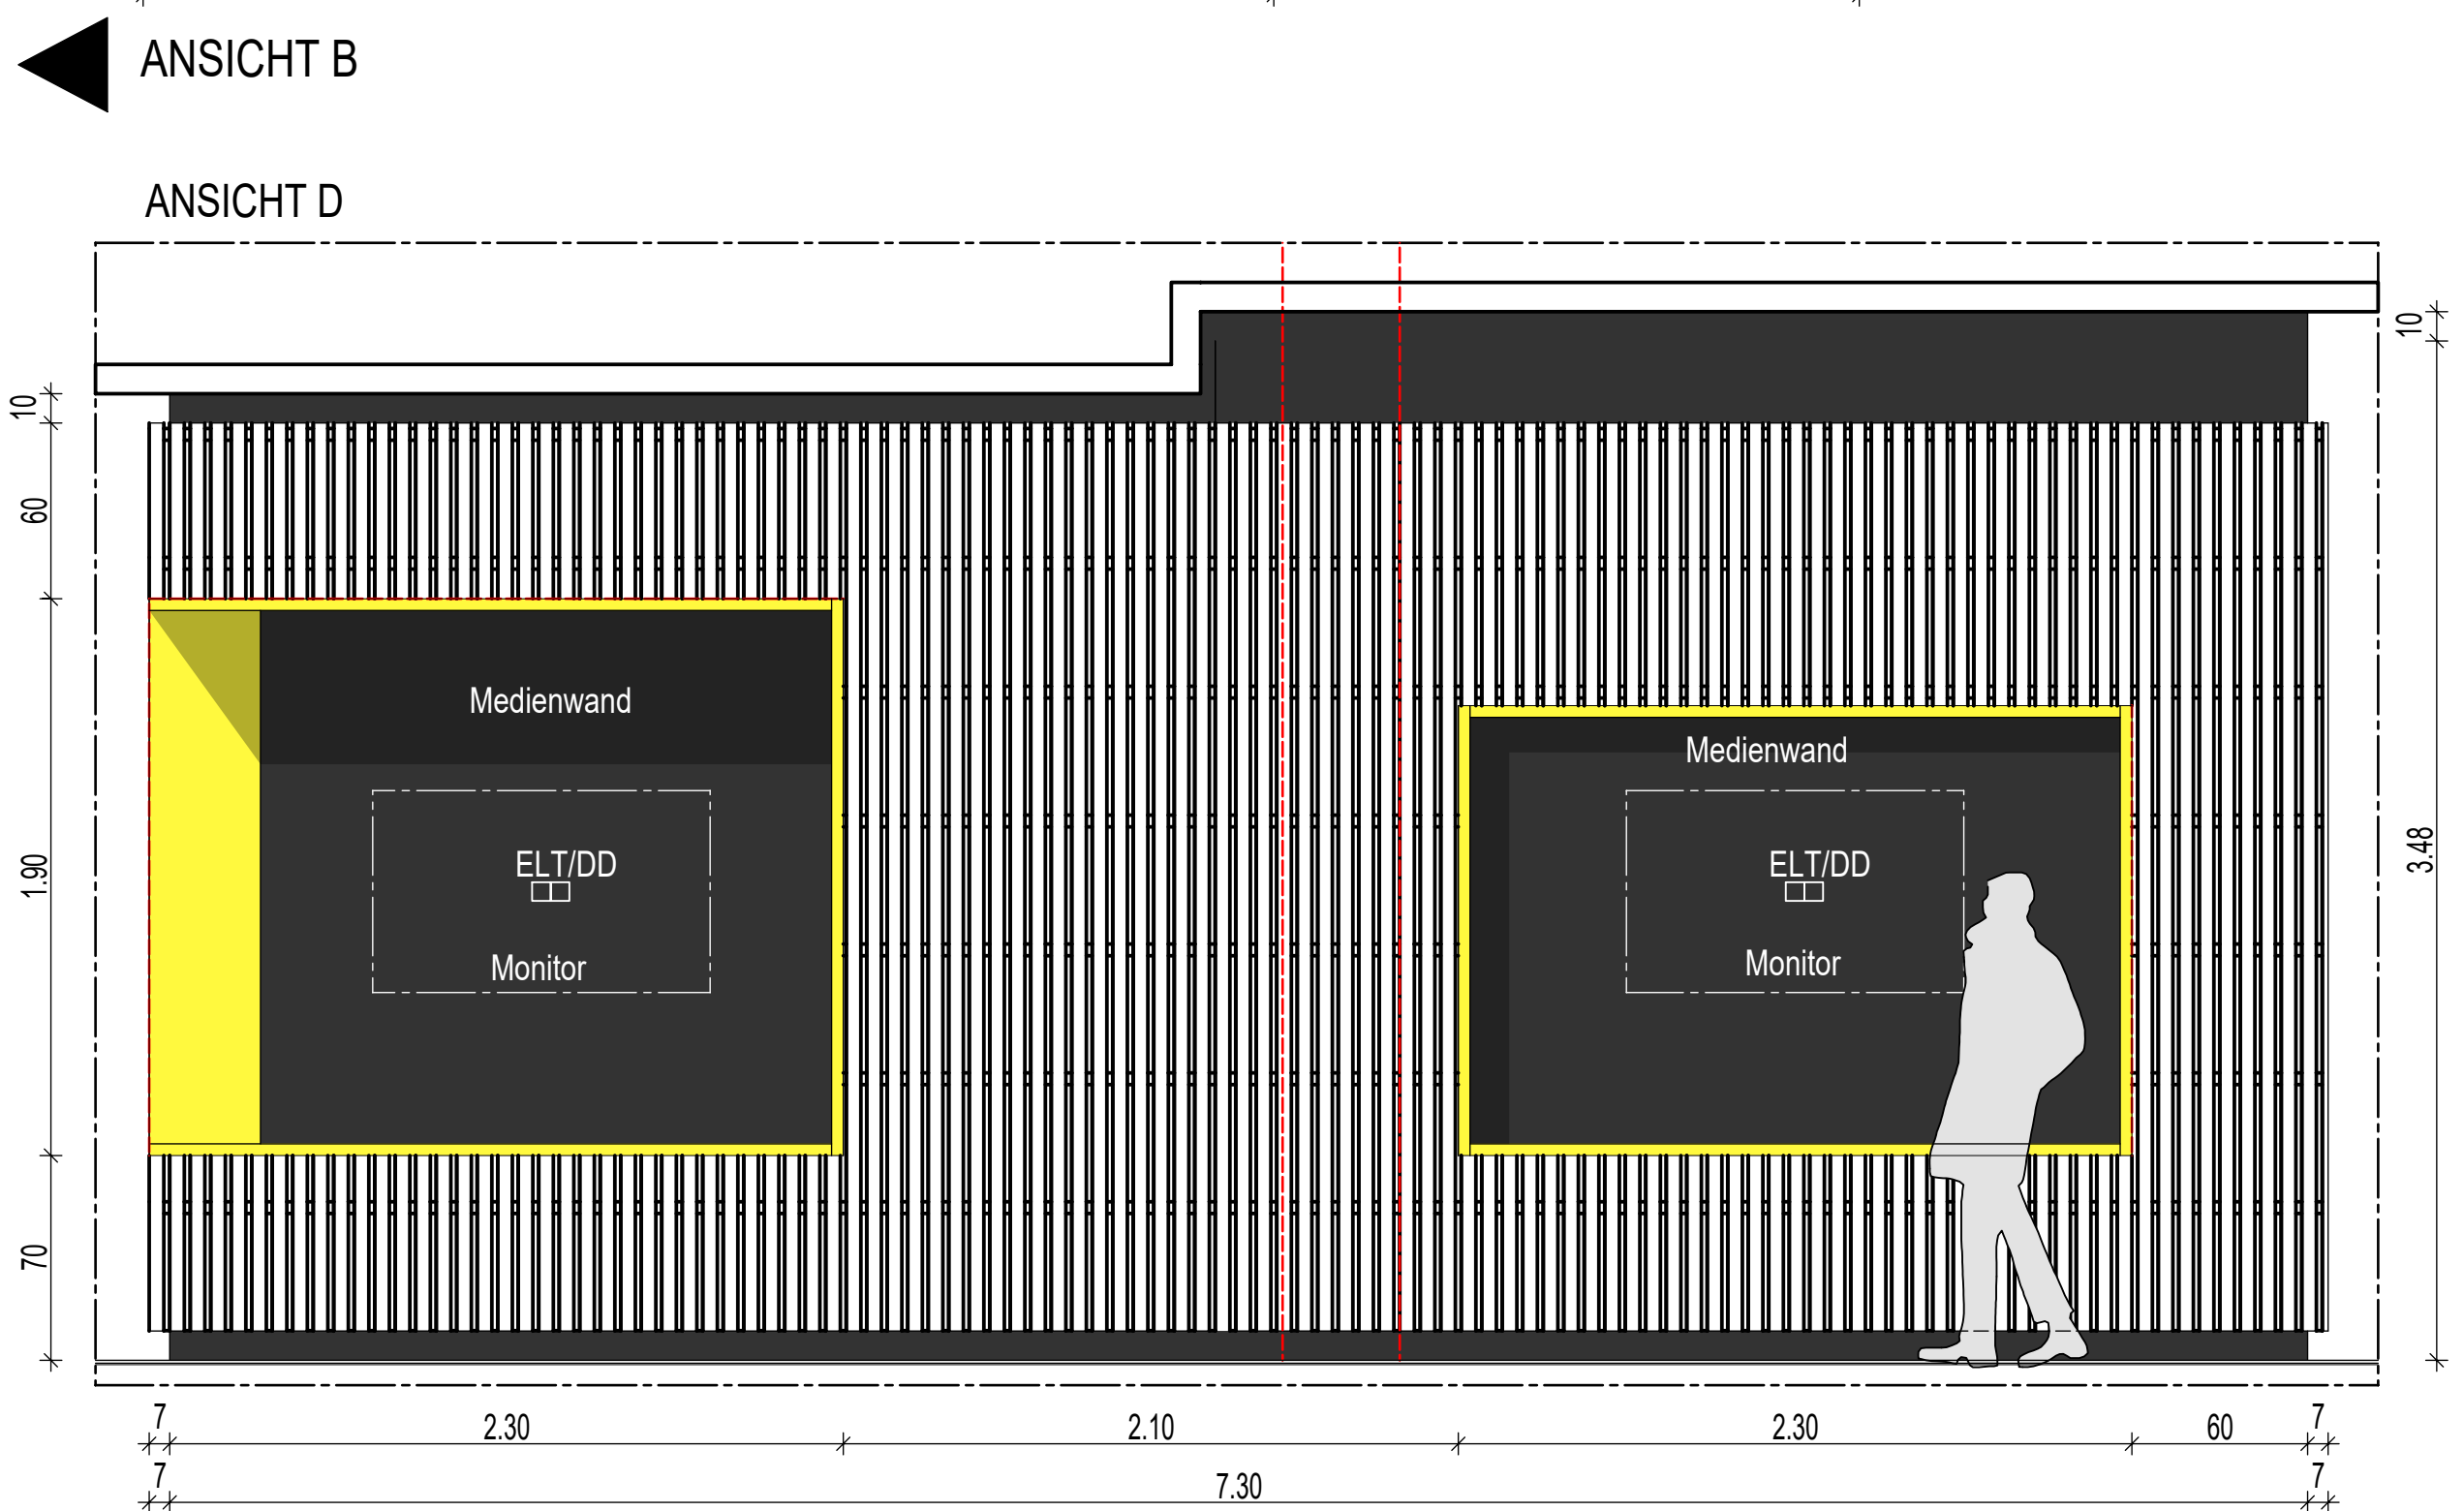 ANSICHT B
ANSICHT D
10
10
60
Medienwand
Medienwand
1.90
3.48
ELT/DD
ELT/DD
Monitor
Monitor
70
7
2.30
2.10
2.30
60
7
7
7.30
7